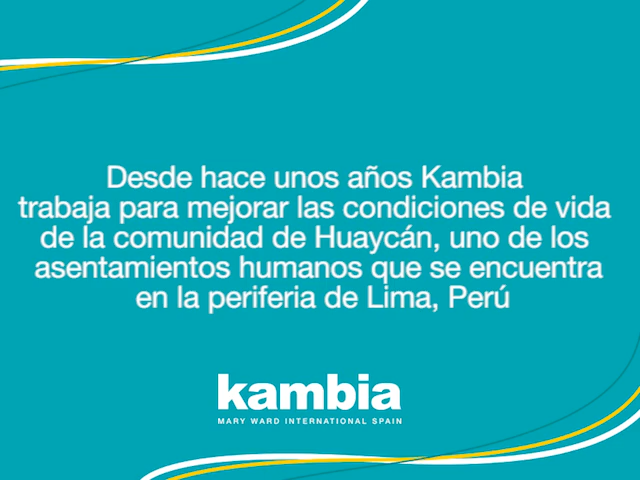 Desde hace unos años Kambia
trabaja para mejorar las condiciones de vida
de la comunidad de Huaycán, uno de los
asentamientos humanos que se encuentra
en la periferia de Lima, Perú
kambia
MARY WARD INTERNATIONAL SPAIN